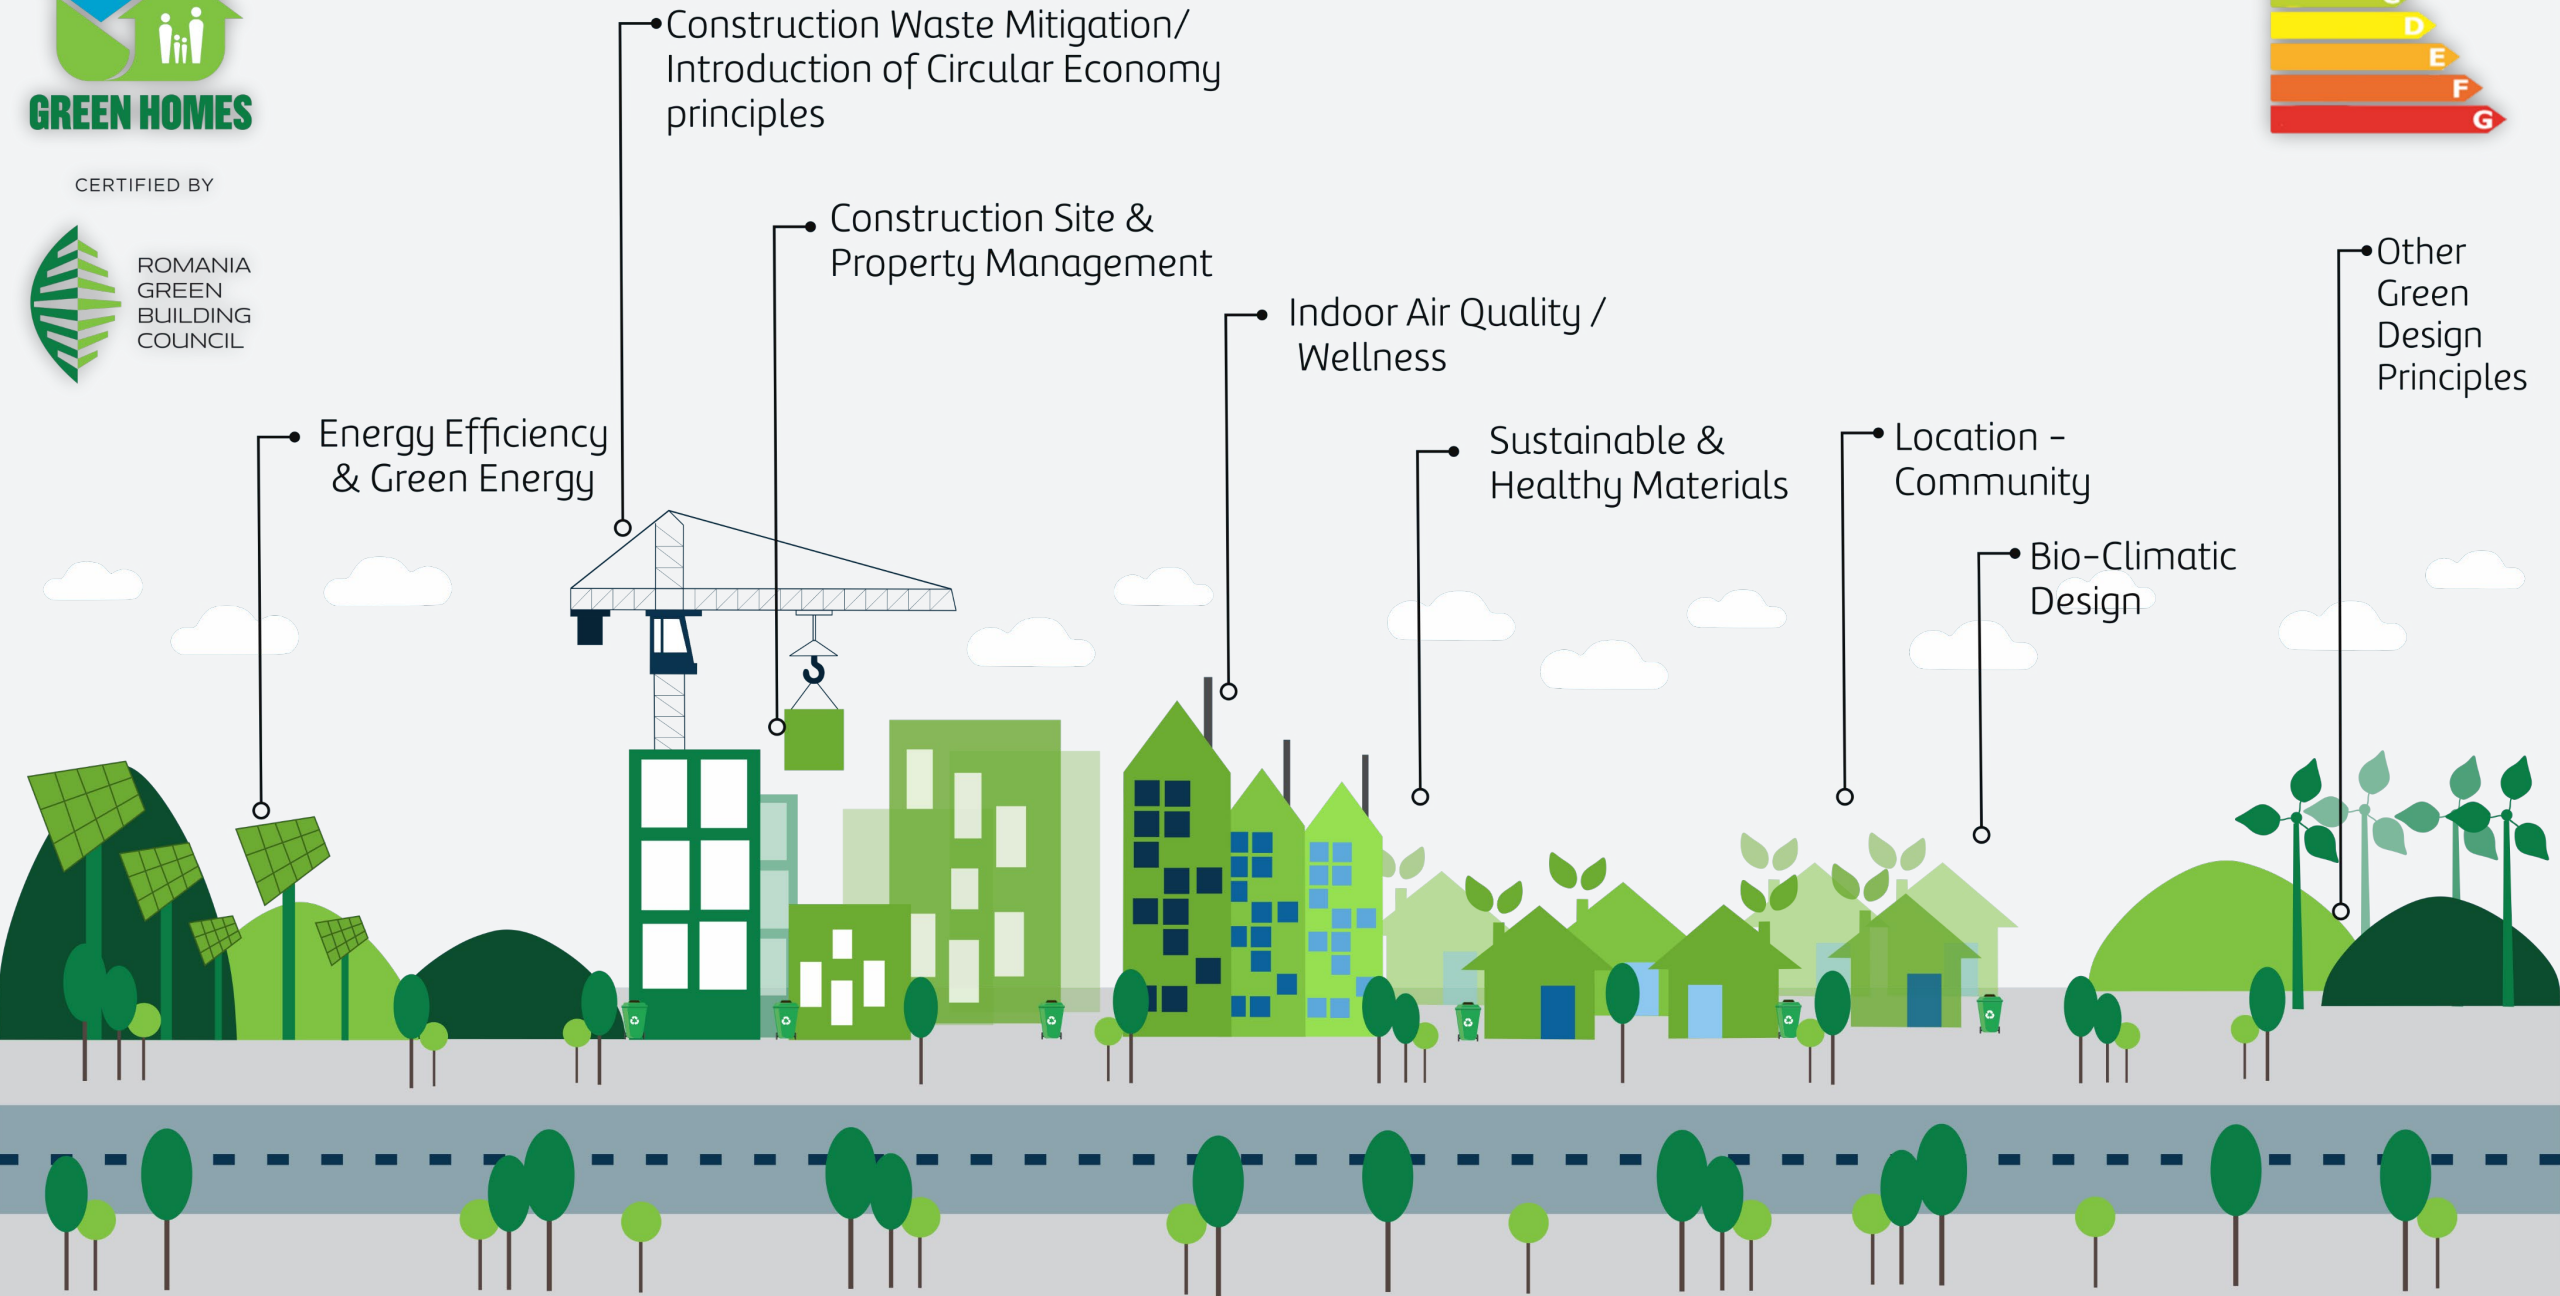 GREEN HOMES
CERTIFIED BY
ROMANIA
GREEN
BUILDING
COUNCIL
Construction Waste Mitigation/
Introduction of Circular Economy
principles
Construction Site &
Property Management
Indoor Air Quality /
Wellness
Energy Efficiency
& Green Energy
Sustainable &
Healthy Materials
Location -
Community
Bio-Climatic
Design
Other
Green
Design
Principles
D
E
F
G